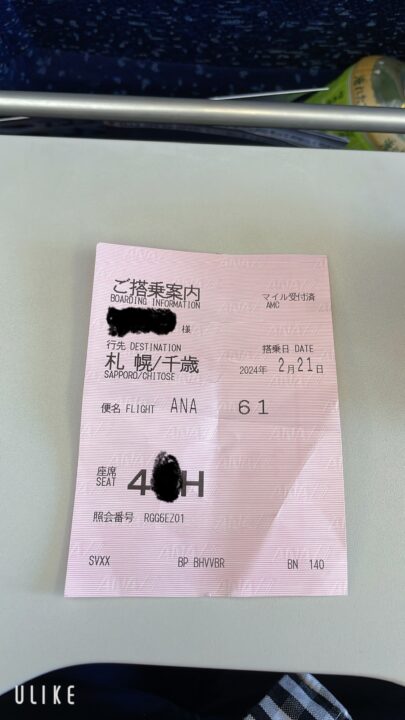 ご搭乗案内
BOARDING INFORMATION
マイル受付済
AMC
様
行先 DESTINATION
札 幌/千歳
SAPPORO/CHITOSE
搭乗日 DATE
2024年 2月21日
便名 FLIGHT ANA 61
座席
SEAT
4 H
照会番号 RGG6EZ01
SVXX BP BHVVBR BN 140
ULIKE